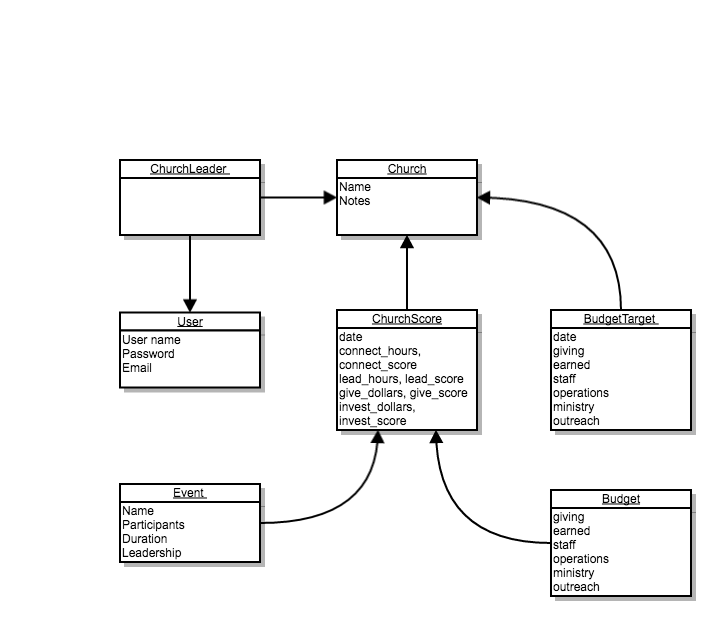 ChurchLeader
Church
Name
Notes
User
User name
Password
Email
ChurchScore
date
connect_hours,
connect_score
lead_hours, lead_score
give_dollars, give_score
invest_dollars,
invest_score
BudgetTarget
date
giving
earned
staff
operations
ministry
outreach
Event
Name
Participants
Duration
Leadership
Budget
giving
earned
staff
operations
ministry
outreach